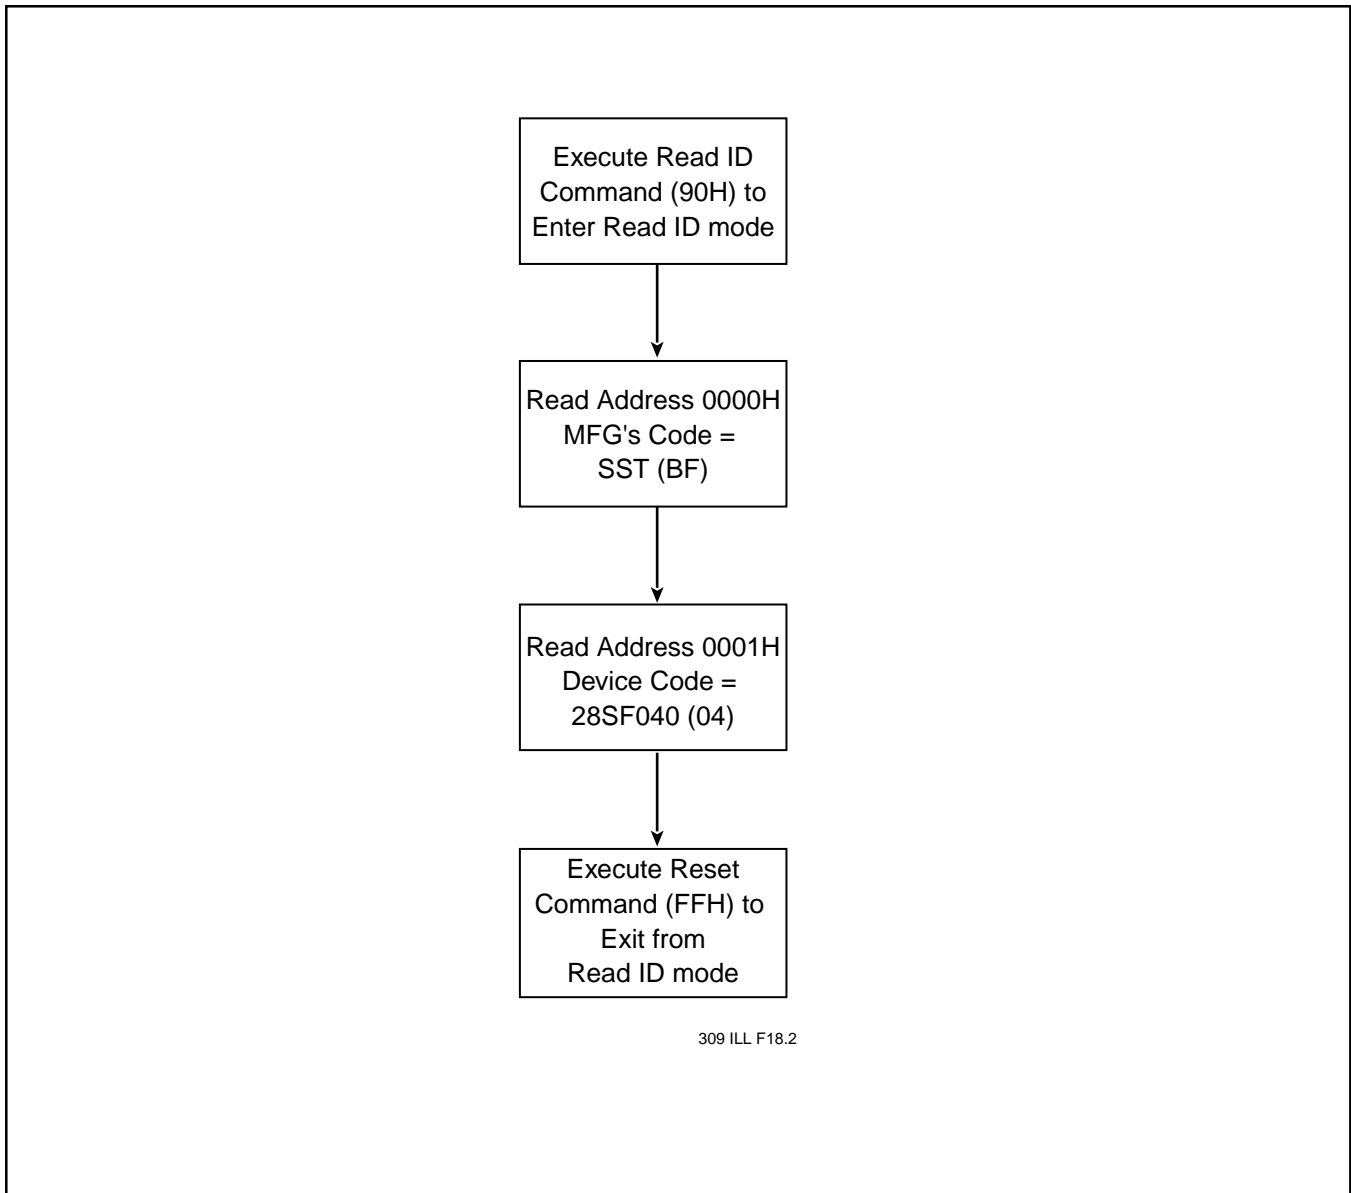 Execute Read ID
Command (90H) to
Enter Read ID mode
Read Address 0000H
MFG's Code =
SST (BF)
Read Address 0001H
Device Code =
28SF040 (04)
Execute Reset
Command (FFH) to
Exit from
Read ID mode
309 ILL F18.2